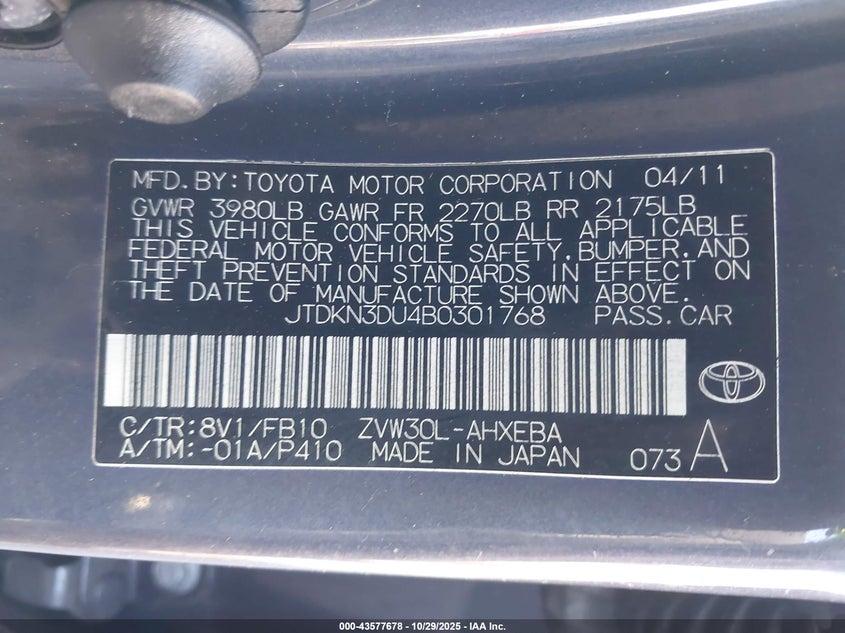 MFD.BY:TOYOTA MOTOR CORPORATION 04/11
GVWR 3980LB GAWR FR 2270LB RR 2175LB
THIS VEHICLE CONFORMS TO ALL APPLICABLE
FEDERAL MOTOR VEHICLE SAFETY,BUMPER,AND
THEFT PREVENTION STANDARDS IN EFFECT ON
THE DATE OF MANUFACTURE SHOWN ABOVE.
JTDKN3DU4B0301768 PASS.CAR
C/TR:8V1/FB10 ZVW30L-AHXEBA
A/TM:-01A/P410 MADE IN JAPAN 073A
000-43577678 - 10/29/2025 - IAA Inc.